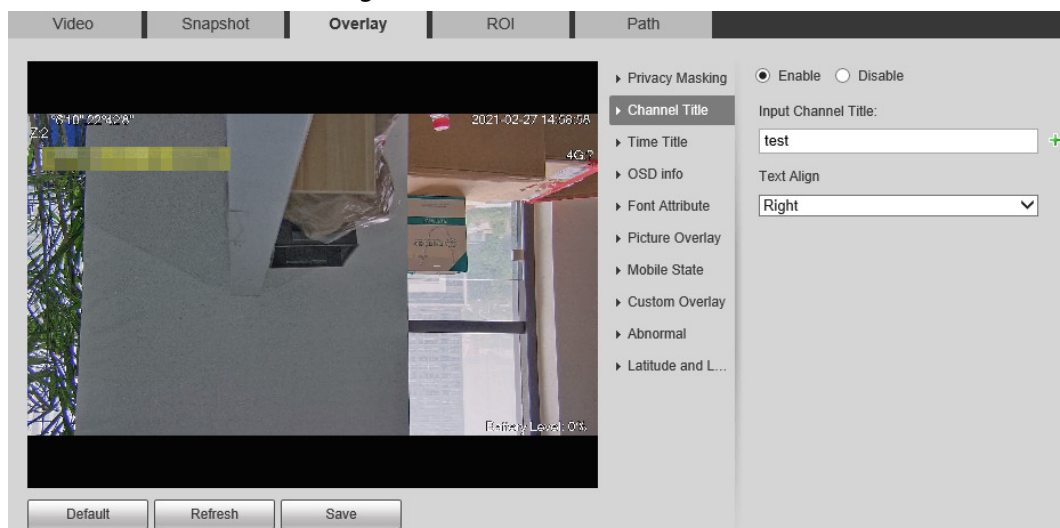 Video Snapshot Overlay ROI Path
Privacy Masking
Channel Title
Time Title
OSD info
Font Attribute
Picture Overlay
Mobile State
Custom Overlay
Abnormal
Latitude and L...
Enable Disable
Input Channel Title:
test
Text Align
Right
2021-02-27 14:58:58
Z:2
4G:?
Battery Level: 0%
Default Refresh Save